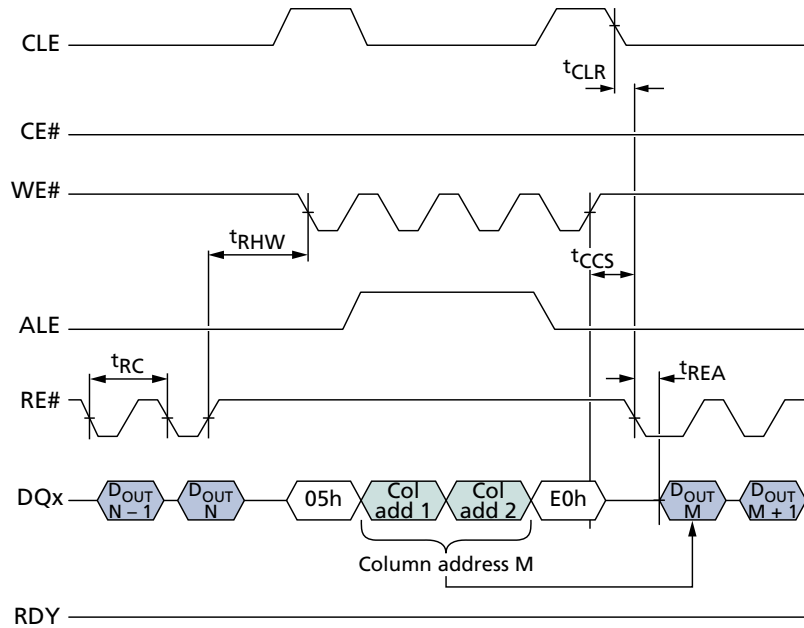 CLE
tCLR
CE#
WE#
tRHW
tCCS
ALE
tRC
tREA
RE#
DQx
DOUT
N – 1
DOUT
N
05h
Col
add 1
Col
add 2
E0h
DOUT
M
DOUT
M + 1
Column address M
RDY